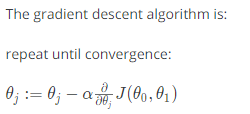 The gradient descent algorithm is:
repeat until convergence:
θⱼ := θⱼ − α ∂/∂θⱼ J(θ₀, θ₁)